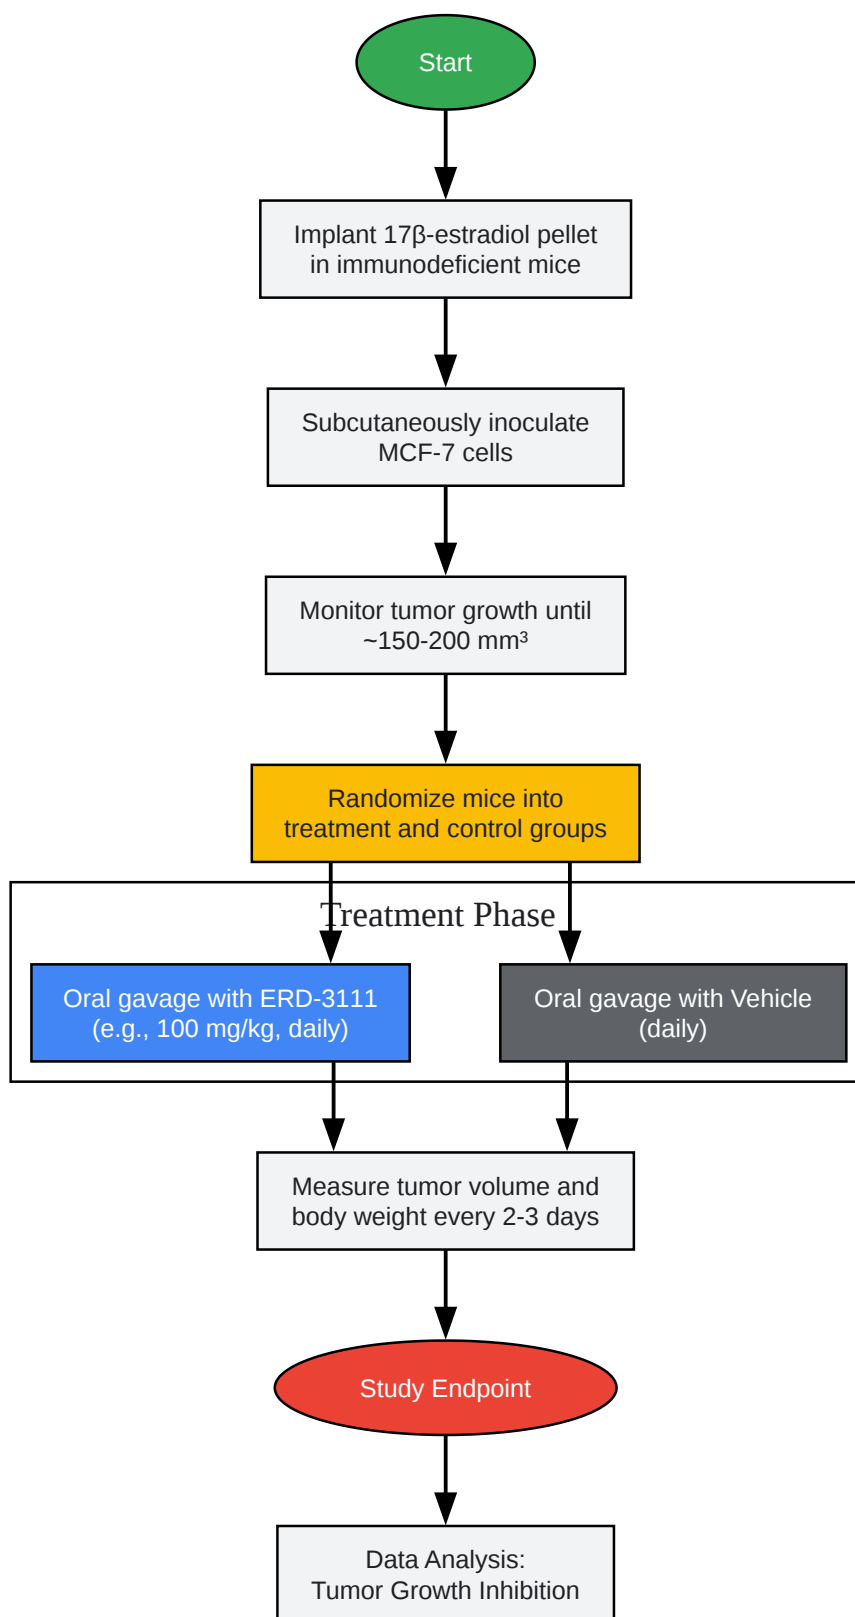 Start
Implant 17β-estradiol pellet
in immunodeficient mice
Subcutaneously inoculate
MCF-7 cells
Monitor tumor growth until
~150-200 mm³
Randomize mice into
treatment and control groups
Treatment Phase
Oral gavage with ERD-3111
(e.g., 100 mg/kg, daily)
Oral gavage with Vehicle
(daily)
Measure tumor volume and
body weight every 2-3 days
Study Endpoint
Data Analysis:
Tumor Growth Inhibition